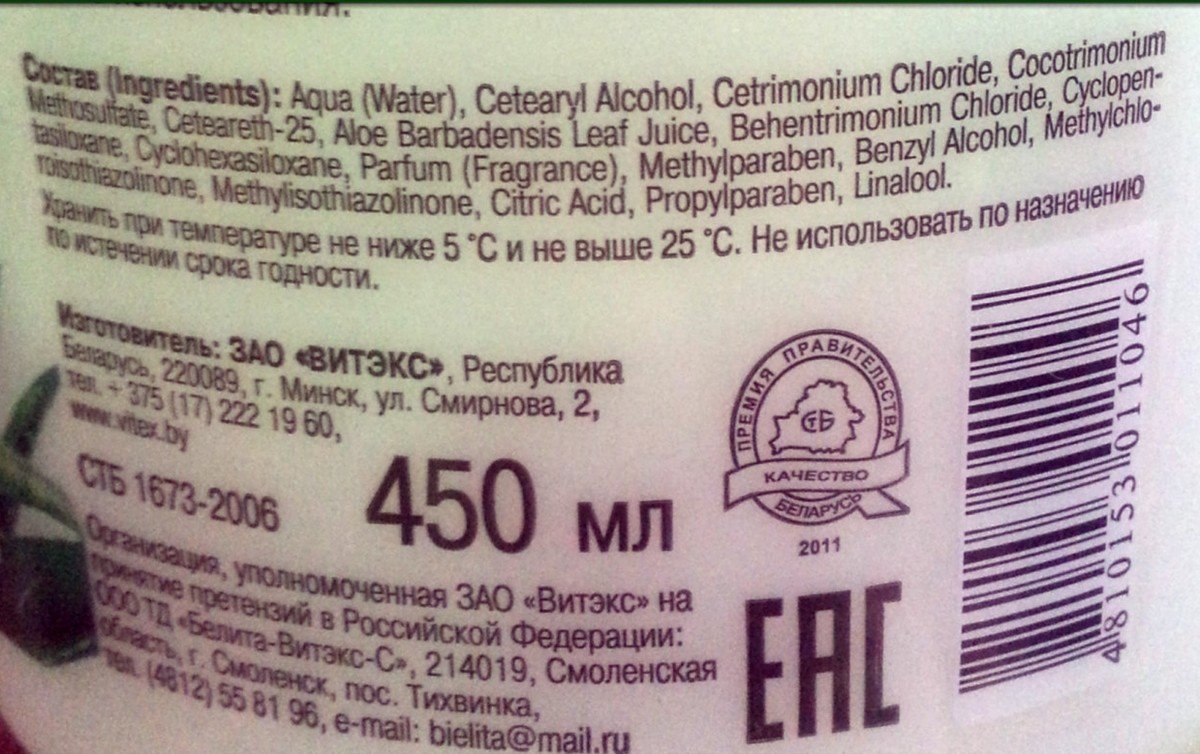 Состав (Ingredients): Aqua (Water), Cetearyl Alcohol, Cetrimonium Chloride, Cocotrimonium
Methosulfate, Ceteareth-25, Aloe Barbadensis Leaf Juice, Behentrimonium Chloride, Cyclopen-
tasiloxane, Cyclohexasiloxane, Parfum (Fragrance), Methylparaben, Benzyl Alcohol, Methylchlo-
roisothiazolinone, Methylisothiazolinone, Citric Acid, Propylparaben, Linalool.
Хранить при температуре не ниже 5 °C и не выше 25 °C. Не использовать по назначению
по истечении срока годности.
Изготовитель: ЗАО «ВИТЭКС», Республика
Беларусь, 220089, г. Минск, ул. Смирнова, 2,
тел. + 375 (17) 222 19 60,
www.vitex.by
СТБ 1673-2006
450 мл
Организация, уполномоченная ЗАО «Витэкс» на
принятие претензий в Российской Федерации:
ООО ТД «Белита-Витэкс-С», 214019, Смоленская
область, г. Смоленск, пос. Тихвинка,
тел. (4812) 55 81 96, e-mail: bielita@mail.ru
ПРЕМИЯ ПРАВИТЕЛЬСТВА
СТБ
КАЧЕСТВО
БЕЛАРУСЬ
2011
EAC
4810153011046